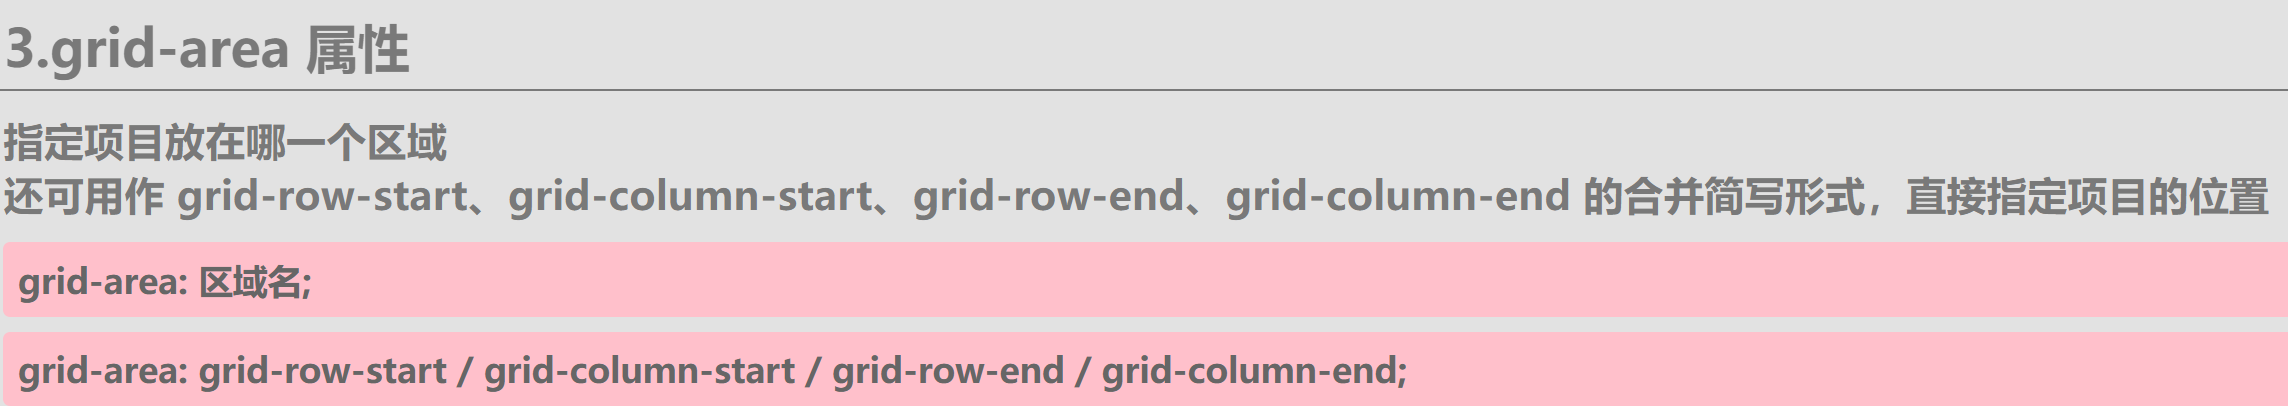 3.grid-area 属性
指定项目放在哪一个区域
还可用作 grid-row-start、grid-column-start、grid-row-end、grid-column-end 的合并简写形式，直接指定项目的位置
grid-area: 区域名;
grid-area: grid-row-start / grid-column-start / grid-row-end / grid-column-end;